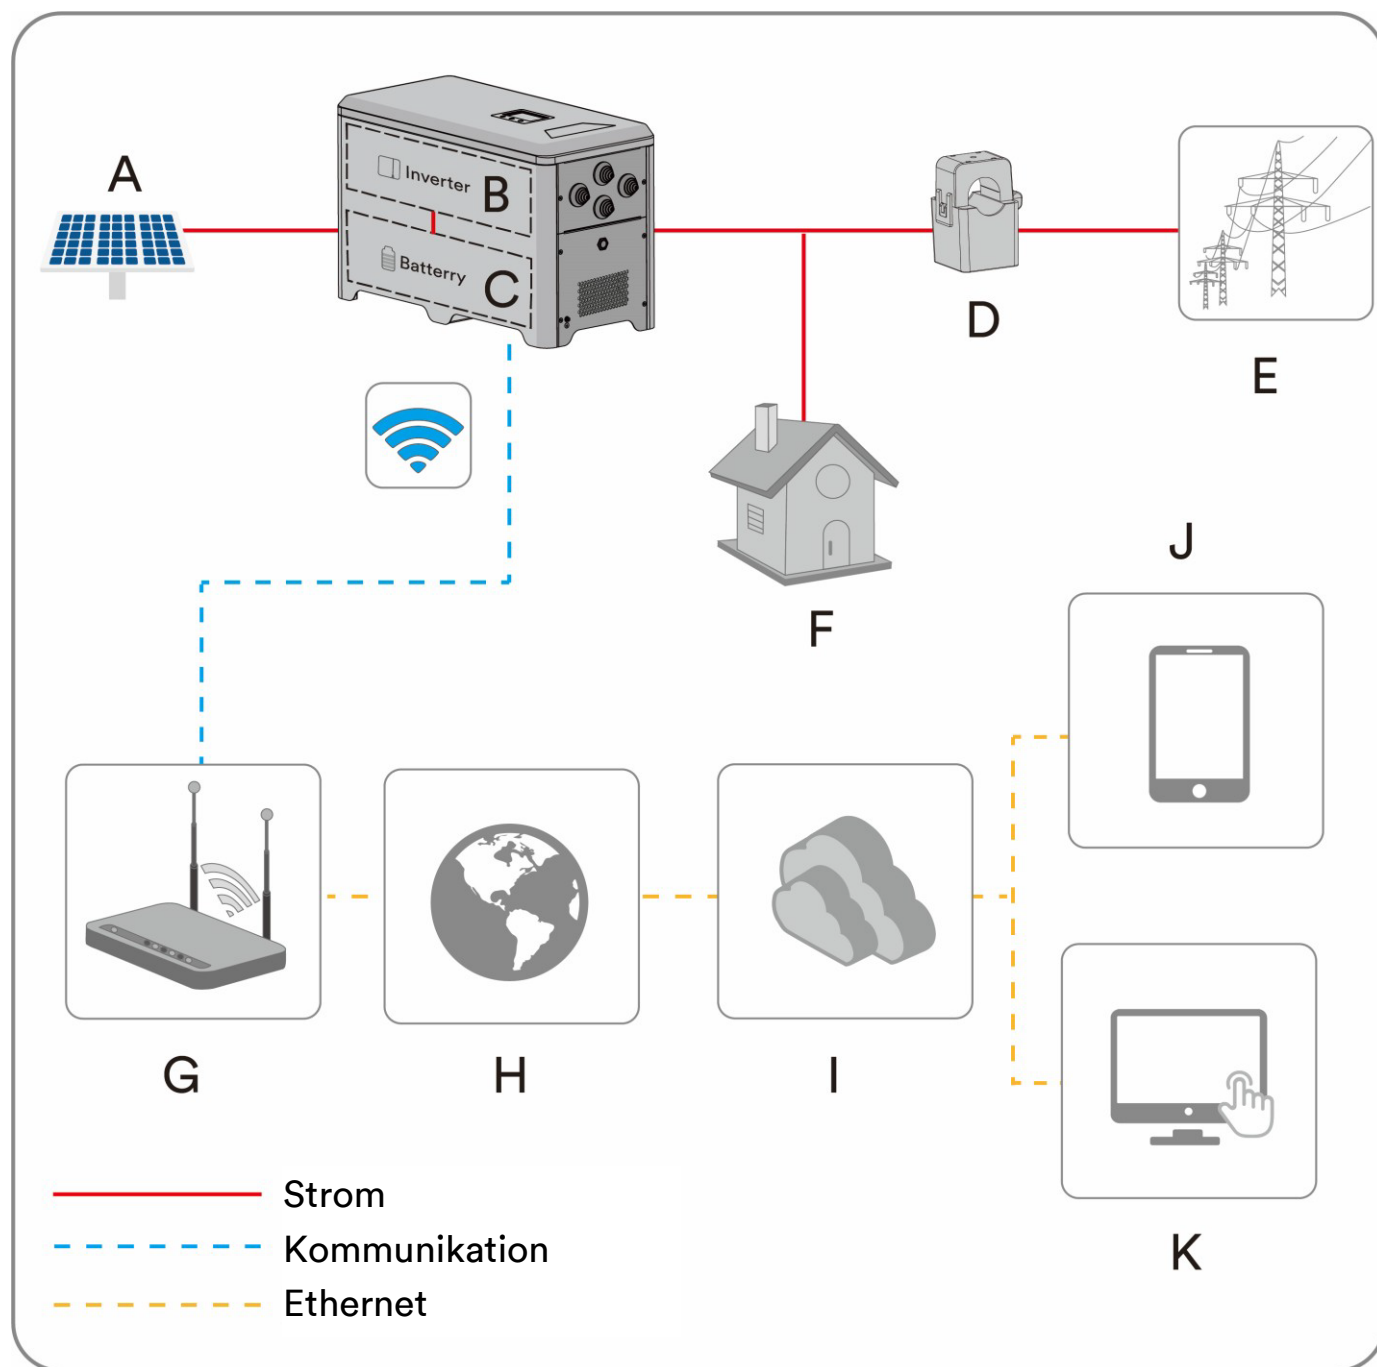 A
Inverter B
Batterry C
D
E
F
J
G
H
I
K
Strom
Kommunikation
Ethernet